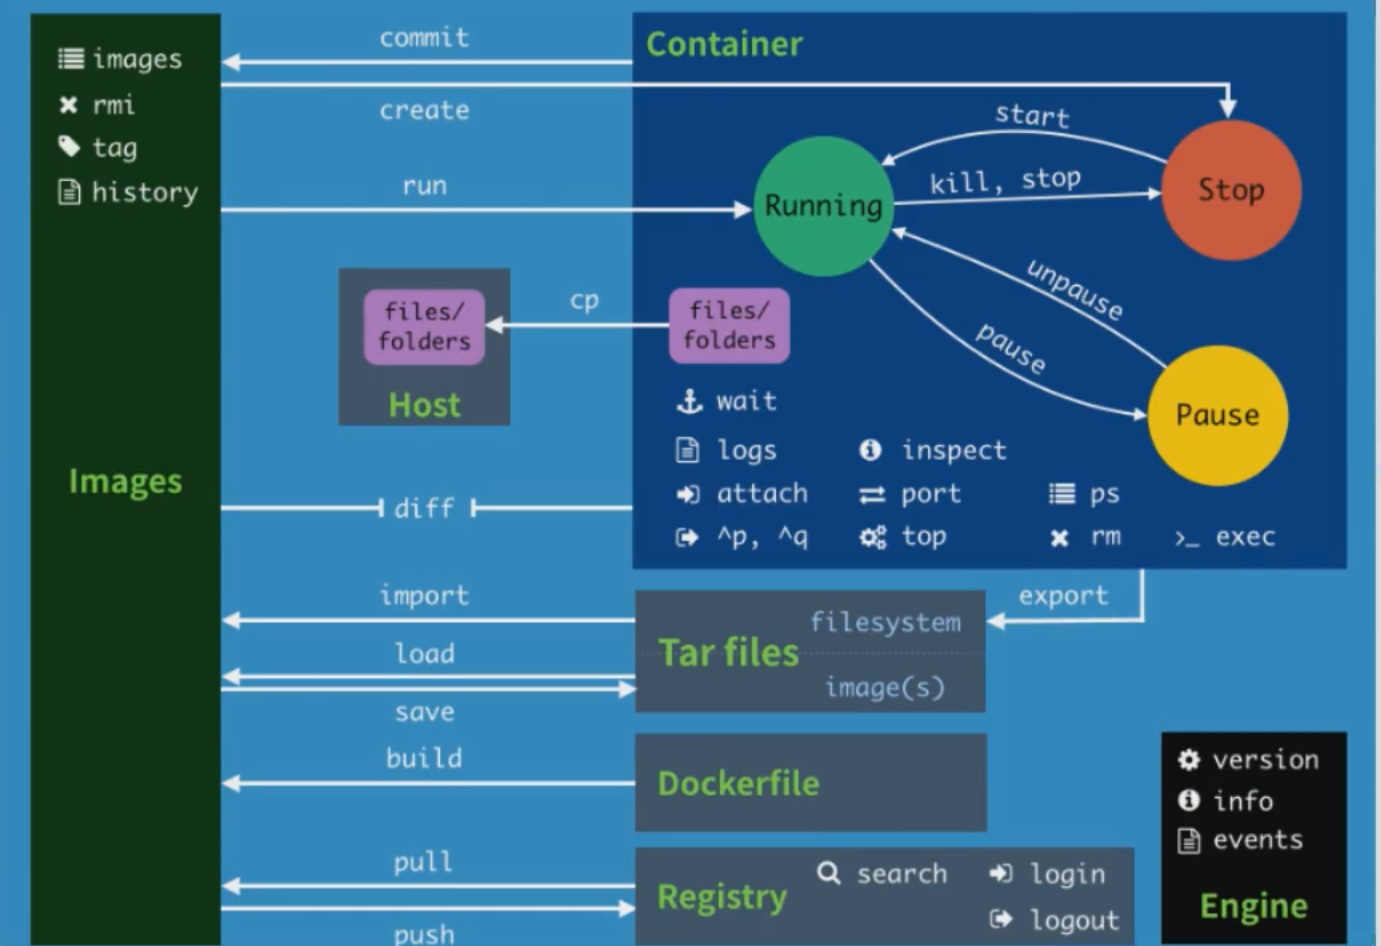 images
rmi
tag
history
Images
commit
create
run
cp
files/
folders
Host
diff
import
load
save
build
pull
push
Container
start
kill, stop
Running
Stop
unpause
pause
Pause
files/
folders
wait
logs
inspect
attach
port
ps
^p, ^q
top
rm
>_ exec
export
Tar files
filesystem
image(s)
Dockerfile
Registry
search
login
logout
version
info
events
Engine